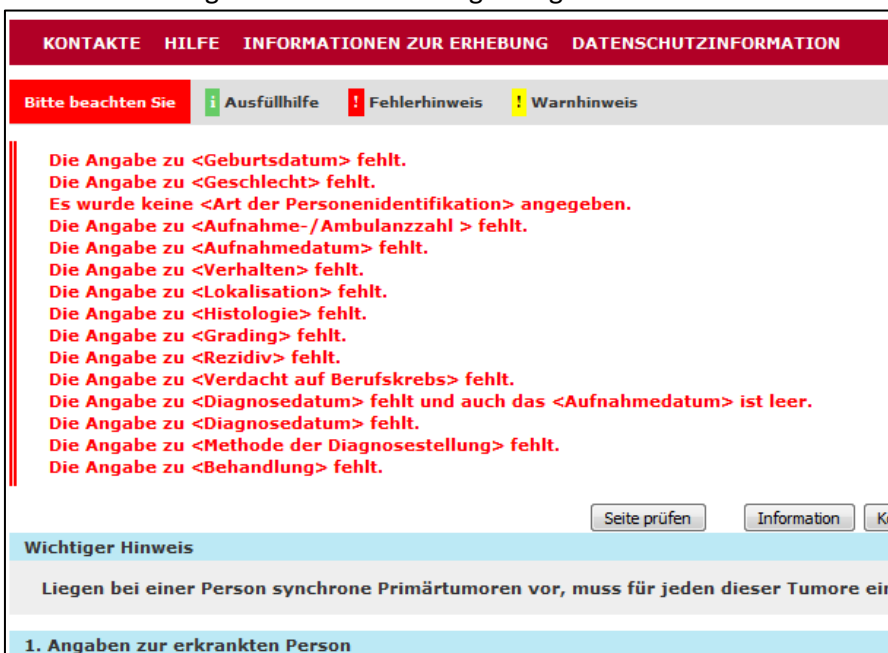 KONTAKTE HILFE INFORMATIONEN ZUR ERHEBUNG DATENSCHUTZINFORMATION
Bitte beachten Sie i Ausfüllhilfe ! Fehlerhinweis ! Warnhinweis
Die Angabe zu <Geburtsdatum> fehlt.
Die Angabe zu <Geschlecht> fehlt.
Es wurde keine <Art der Personenidentifikation> angegeben.
Die Angabe zu <Aufnahme-/Ambulanzzahl > fehlt.
Die Angabe zu <Aufnahmedatum> fehlt.
Die Angabe zu <Verhalten> fehlt.
Die Angabe zu <Lokalisation> fehlt.
Die Angabe zu <Histologie> fehlt.
Die Angabe zu <Grading> fehlt.
Die Angabe zu <Rezidiv> fehlt.
Die Angabe zu <Verdacht auf Berufskrebs> fehlt.
Die Angabe zu <Diagnosedatum> fehlt und auch das <Aufnahmedatum> ist leer.
Die Angabe zu <Diagnosedatum> fehlt.
Die Angabe zu <Methode der Diagnosestellung> fehlt.
Die Angabe zu <Behandlung> fehlt.
Seite prüfen Information
Wichtiger Hinweis
Liegen bei einer Person synchrone Primärtumoren vor, muss für jeden dieser Tumore
1. Angaben zur erkrankten Person